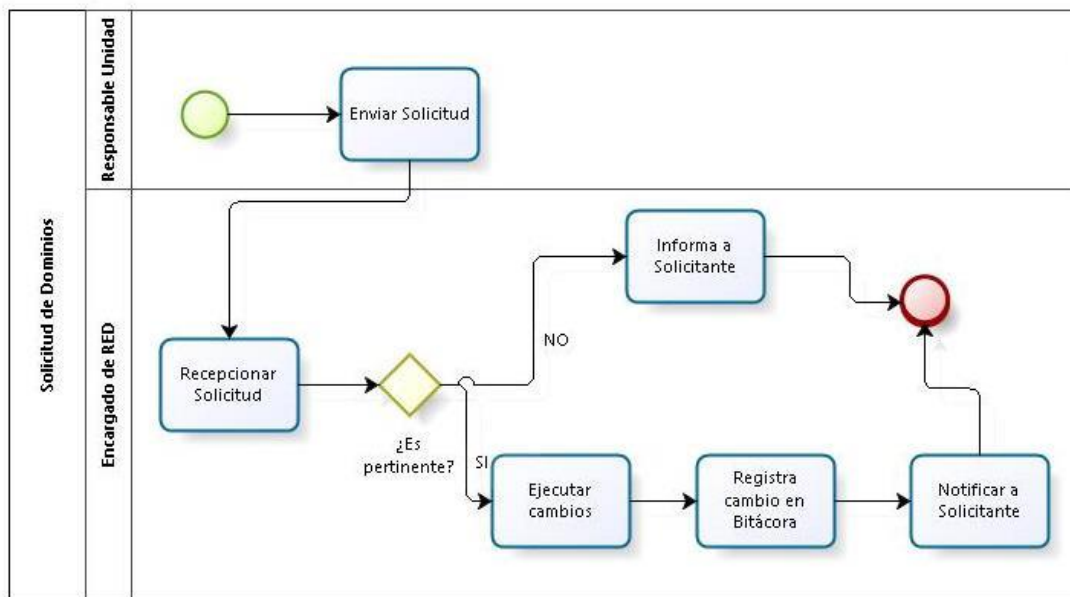 Solicitud de Dominios
Responsable Unidad
Enviar Solicitud
Encargado de RED
Recepcionar
Solicitud
¿Es
pertinente?
NO
Informa a
Solicitante
SI
Ejecutar
cambios
Registra
cambio en
Bitácora
Notificar a
Solicitante